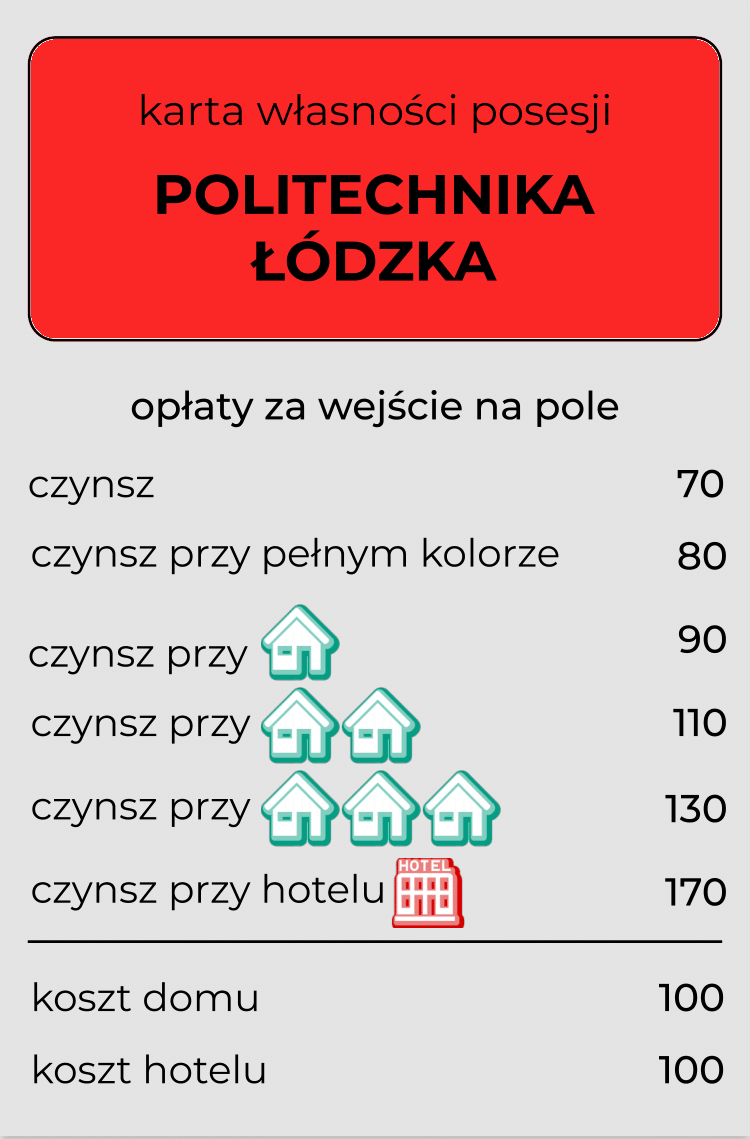 karta własności posesji
POLITECHNIKA
ŁÓDZKA
opłaty za wejście na pole
czynsz 70
czynsz przy pełnym kolorze 80
czynsz przy 90
czynsz przy 110
czynsz przy 130
czynsz przy hotelu HOTEL 170
koszt domu 100
koszt hotelu 100